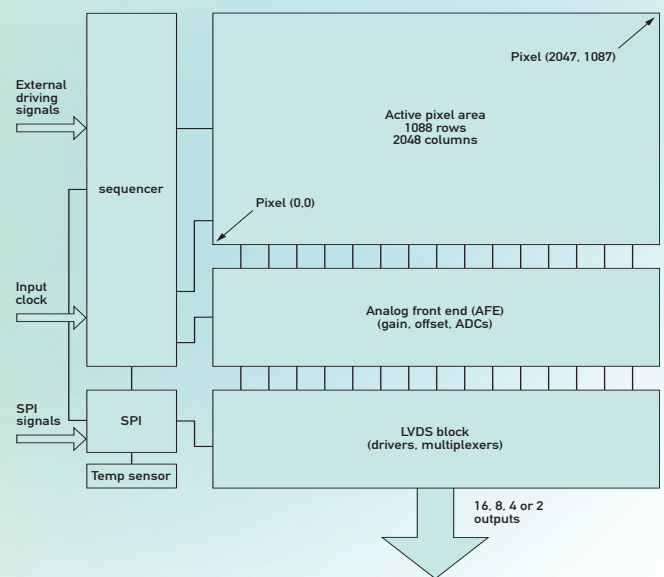 Pixel (2047, 1087)
External
driving
signals
Active pixel area
1088 rows
2048 columns
sequencer
Pixel (0,0)
Input
clock
Analog front end (AFE)
(gain, offset, ADCs)
SPI
signals
SPI
LVDS block
(drivers, multiplexers)
Temp sensor
16, 8, 4 or 2
outputs